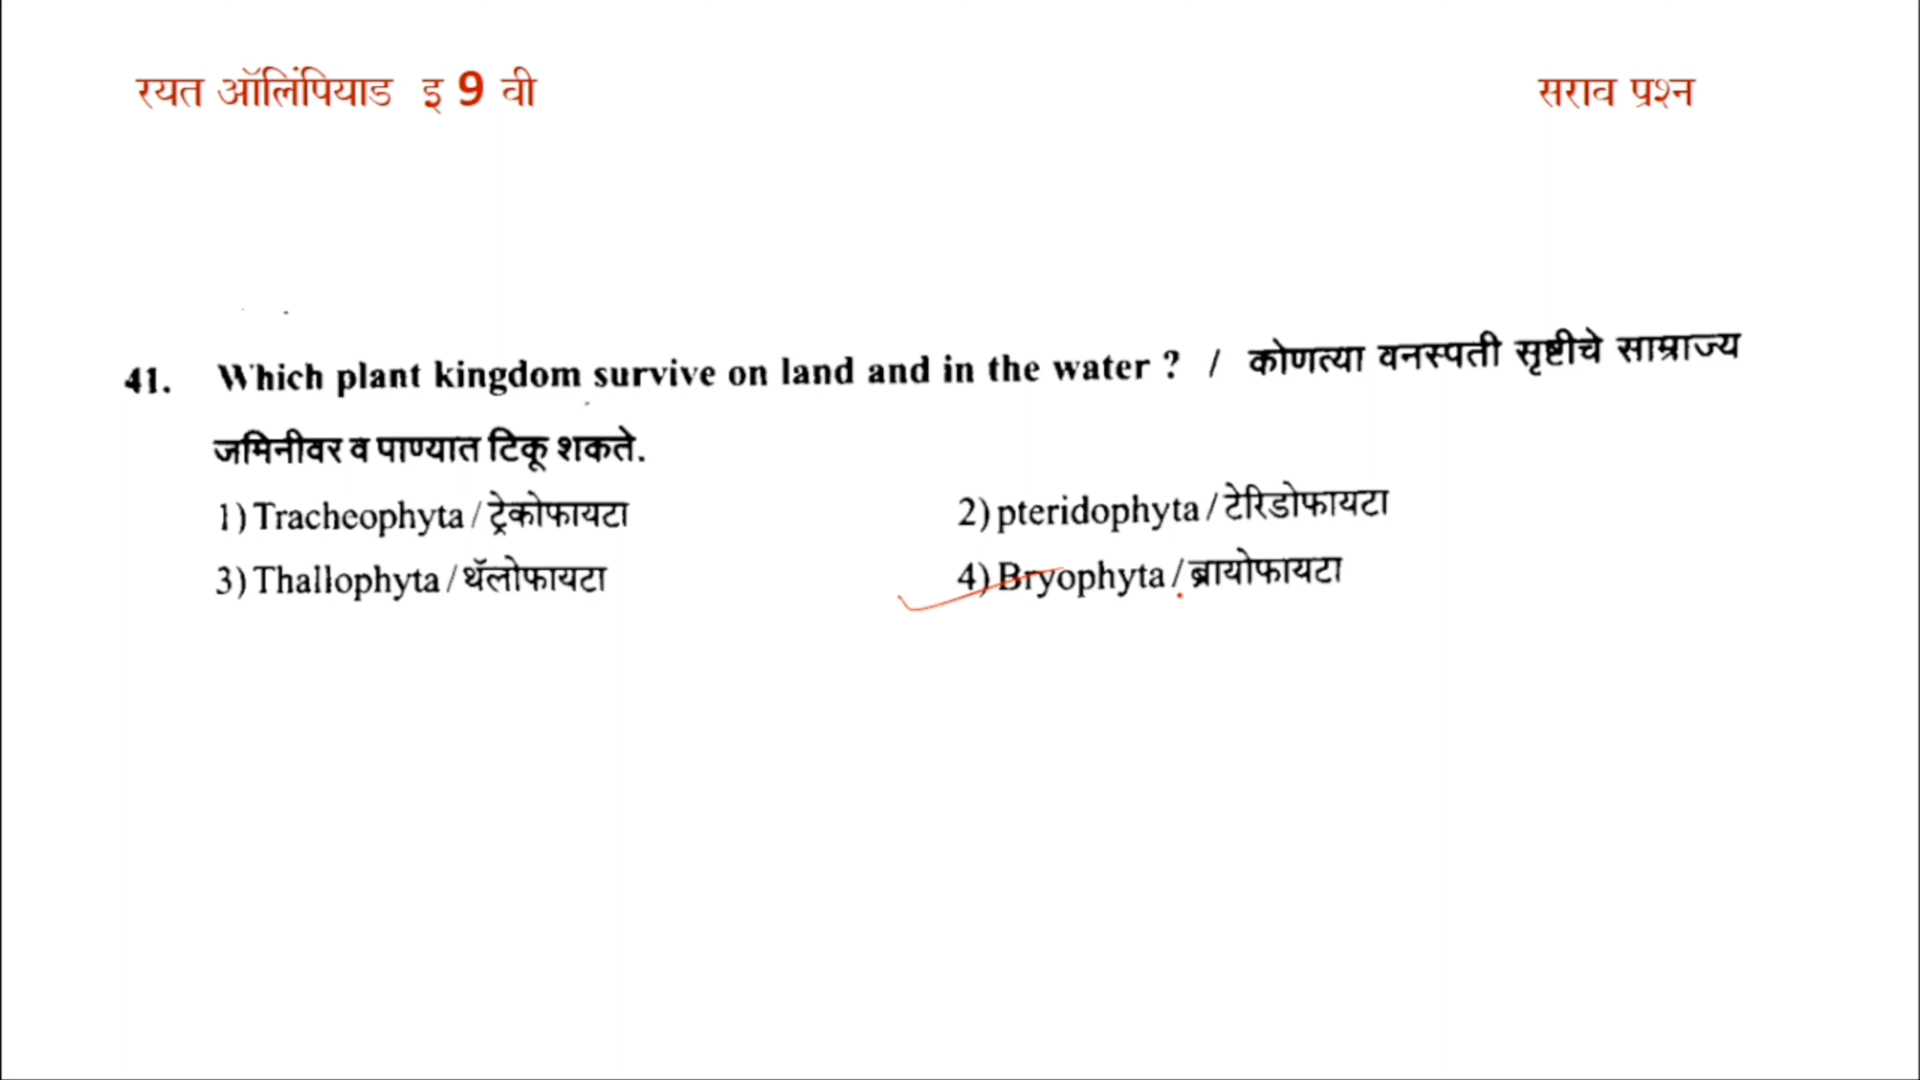 रयत ऑलिंपियाड इ 9 वी
सराव प्रश्न
41. Which plant kingdom survive on land and in the water ? / कोणत्या वनस्पती सृष्टीचे साम्राज्य
जमिनीवर व पाण्यात टिकू शकते.
1) Tracheophyta / ट्रेकोफायटा
2) pteridophyta / टेरिडोफायटा
3) Thallophyta / थॅलोफायटा
4) Bryophyta / ब्रायोफायटा